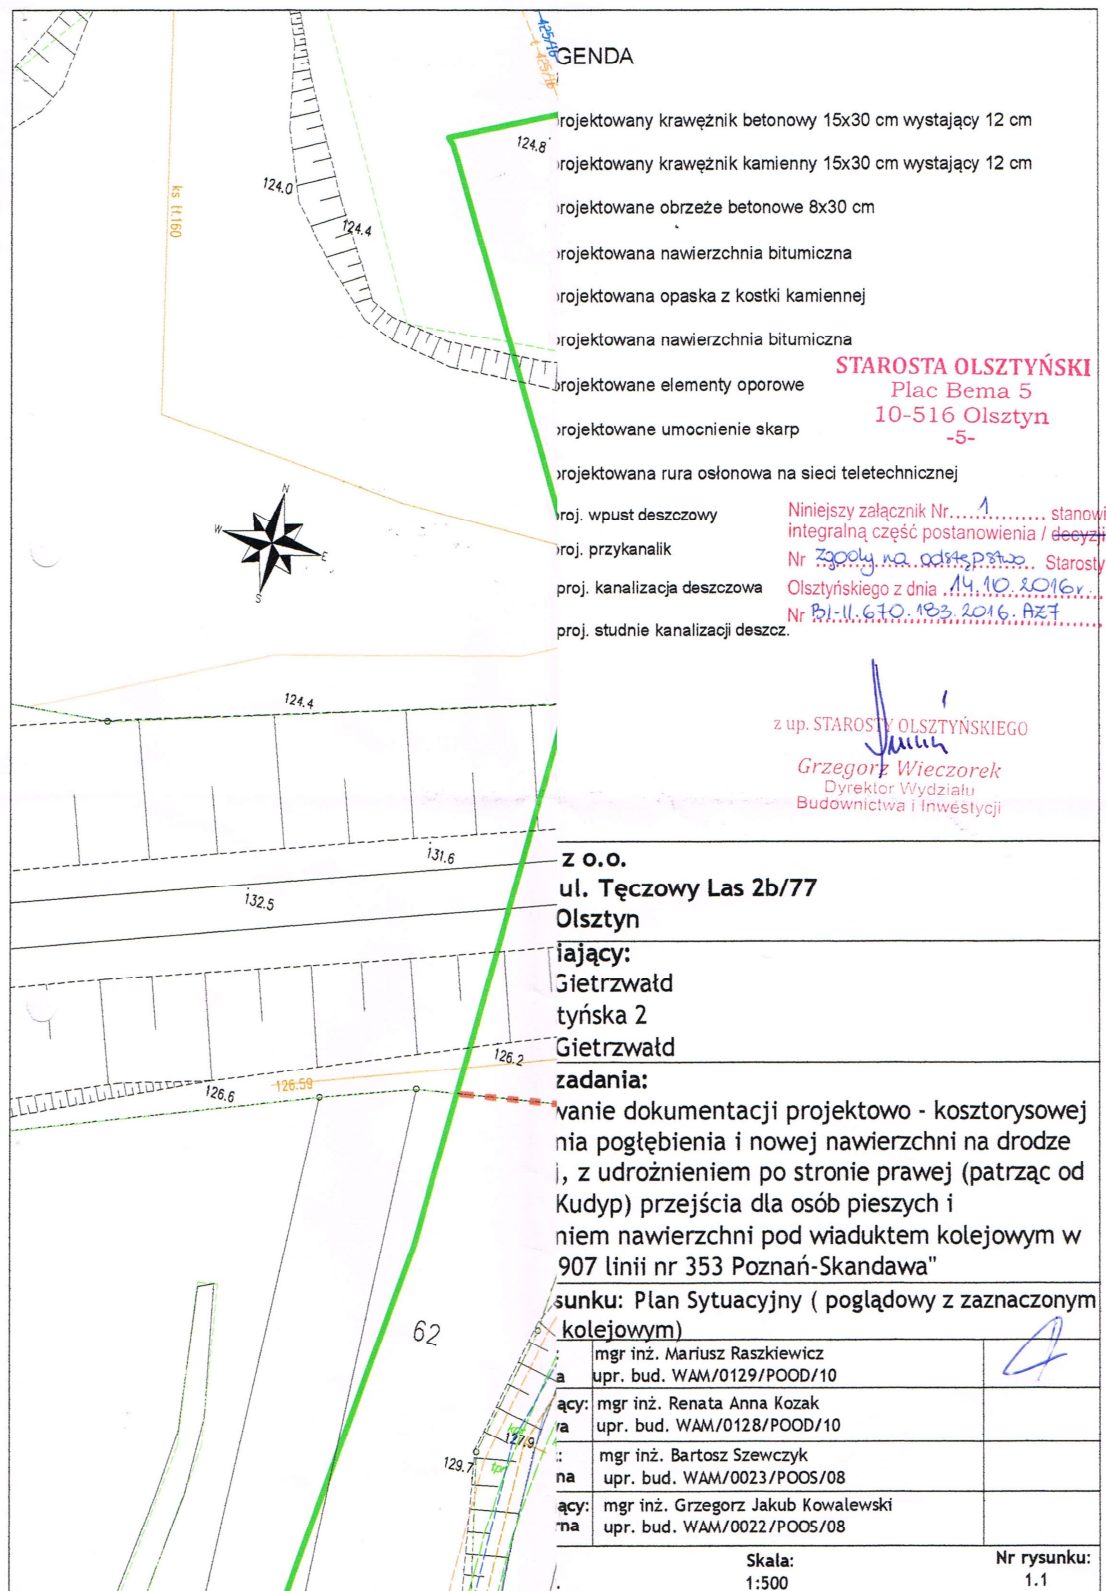 GENDA
rojektowany krawężnik betonowy 15x30 cm wystający 12 cm
rojektowany krawężnik kamienny 15x30 cm wystający 12 cm
rojektowane obrzeże betonowe 8x30 cm
rojektowana nawierzchnia bitumiczna
rojektowana opaska z kostki kamiennej
rojektowana nawierzchnia bitumiczna
rojektowane elementy oporowe
rojektowane umocnienie skarp
rojektowana rura osłonowa na sieci teletechnicznej
roj. wpust deszczowy
roj. przykanalik
proj. kanalizacja deszczowa
proj. studnie kanalizacji deszcz.
STAROSTA OLSZTYŃSKI
Plac Bema 5
10-516 Olsztyn
-5-
Niniejszy załącznik Nr. 1 stanowi
integralną część postanowienia / decyzji
Nr zgody na odstępstwo Starosty
Olsztyńskiego z dnia 14.10.2016r.
Nr BI-II.670.183.2016.AZ7
z up. STAROSTY OLSZTYŃSKIEGO
Grzegorz Wieczorek
Dyrektor Wydziału
Budownictwa i Inwestycji
425/16
t 425/16
124.8
124.0
124.4
N
W
E
S
124.4
131.6
132.5
126.2
126.59
126.6
62
127.9
129.7
tpr
z o.o.
ul. Tęczowy Las 2b/77
Olsztyn
iający:
Gietrzwałd
tyńska 2
Gietrzwałd
zadania:
wanie dokumentacji projektowo - kosztorysowej
nia pogłębienia i nowej nawierzchni na drodze
j, z udrożnieniem po stronie prawej (patrząc od
Kudyp) przejścia dla osób pieszych i
niem nawierzchni pod wiaduktem kolejowym w
907 linii nr 353 Poznań-Skandawa"
sunku: Plan Sytuacyjny ( poglądowy z zaznaczonym
kolejowym)
mgr inż. Mariusz Raszkiewicz
a upr. bud. WAM/0129/POOD/10
ący: mgr inż. Renata Anna Kozak
a upr. bud. WAM/0128/POOD/10
: mgr inż. Bartosz Szewczyk
na upr. bud. WAM/0023/POOS/08
ący: mgr inż. Grzegorz Jakub Kowalewski
rna upr. bud. WAM/0022/POOS/08
Skala:
1:500
Nr rysunku:
1.1